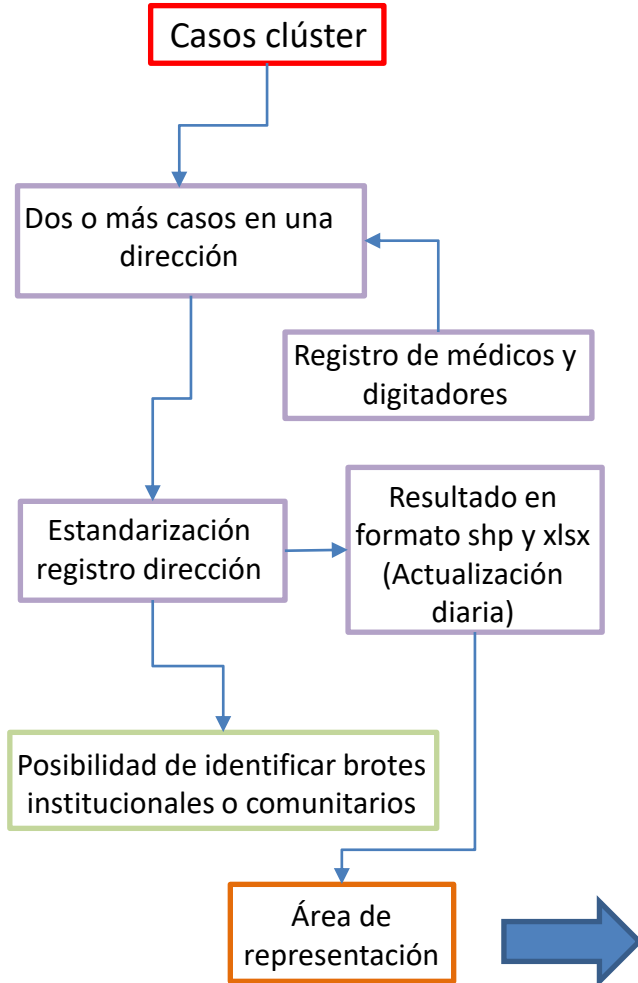 Casos clúster
Dos o más casos en una
dirección
Registro de médicos y
digitadores
Estandarización
registro dirección
Resultado en
formato shp y xlsx
(Actualización
diaria)
Posibilidad de identificar brotes
institucionales o comunitarios
Área de
representación